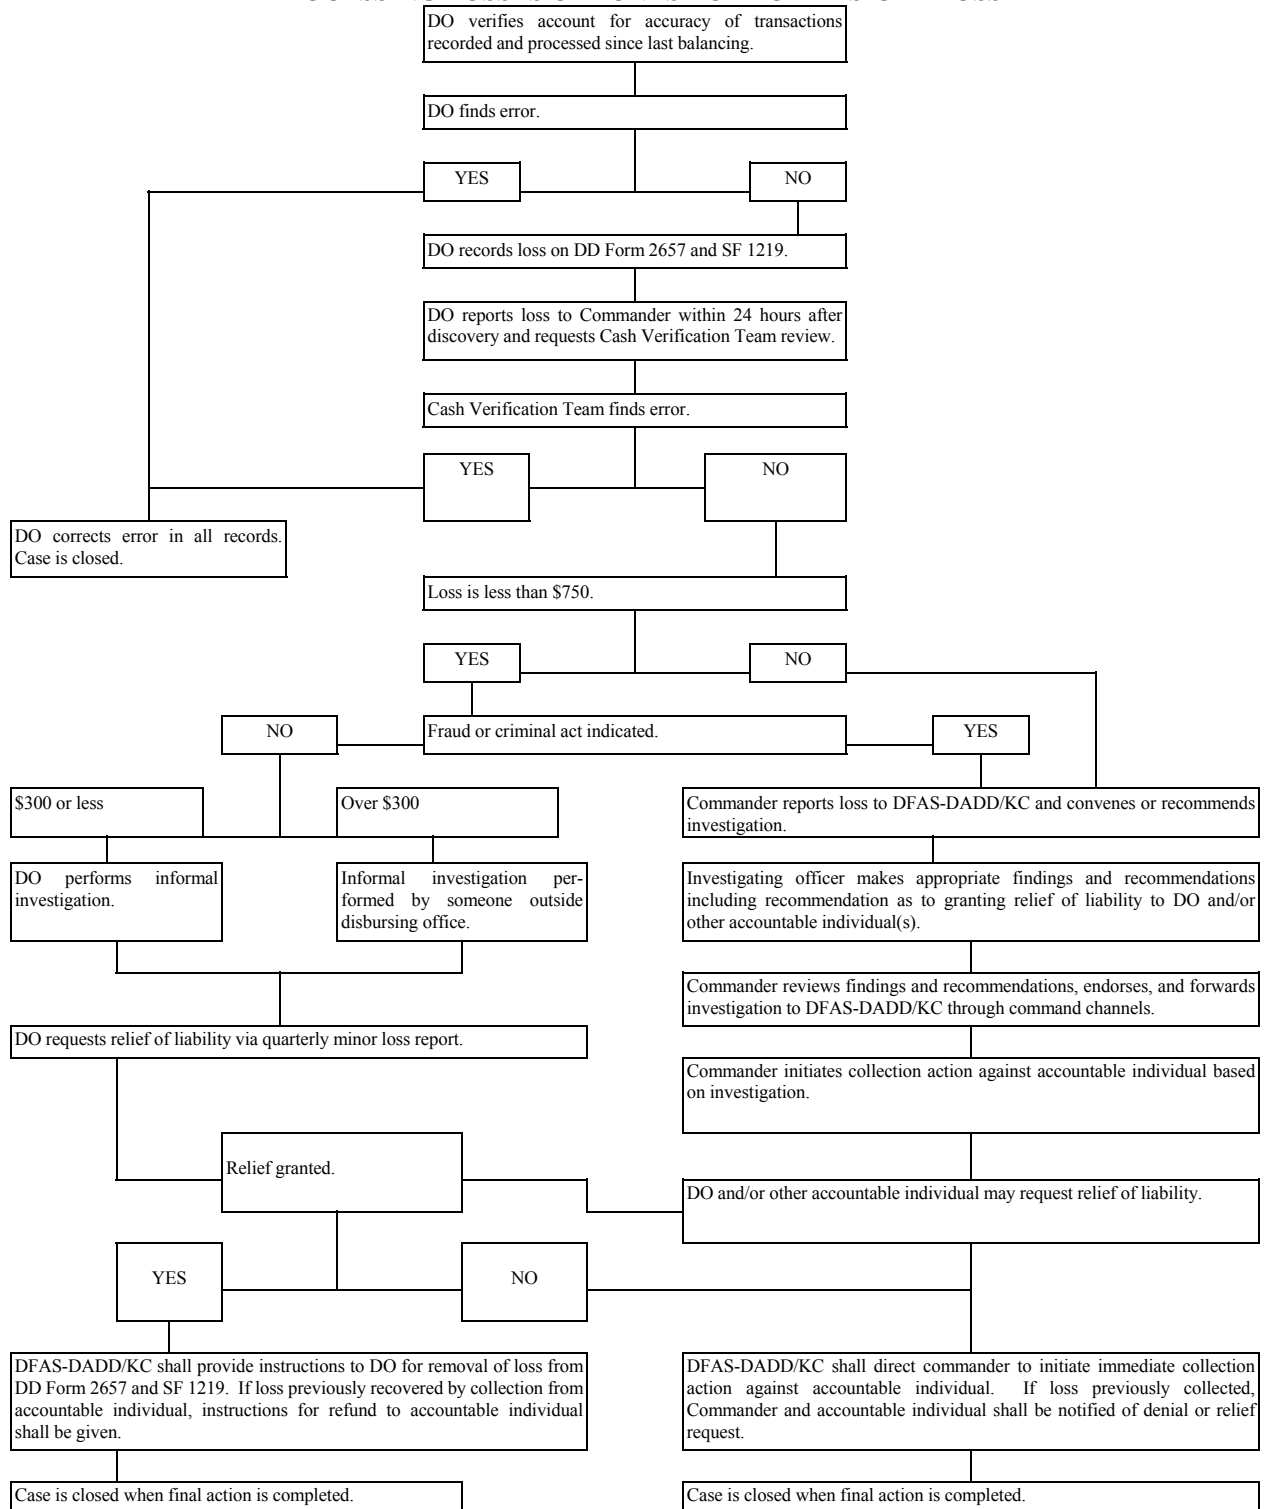 DO verifies account for accuracy of transactions
recorded and processed since last balancing.
DO finds error.
YES
NO
DO records loss on DD Form 2657 and SF 1219.
DO reports loss to Commander within 24 hours after
discovery and requests Cash Verification Team review.
Cash Verification Team finds error.
YES
NO
DO corrects error in all records.
Case is closed.
Loss is less than $750.
YES
NO
NO
Fraud or criminal act indicated.
YES
$300 or less
Over $300
Commander reports loss to DFAS-DADD/KC and convenes or recommends
investigation.
DO performs informal
investigation.
Informal investigation per-
formed by someone outside
disbursing office.
Investigating officer makes appropriate findings and recommendations
including recommendation as to granting relief of liability to DO and/or
other accountable individual(s).
Commander reviews findings and recommendations, endorses, and forwards
investigation to DFAS-DADD/KC through command channels.
DO requests relief of liability via quarterly minor loss report.
Commander initiates collection action against accountable individual based
on investigation.
Relief granted.
DO and/or other accountable individual may request relief of liability.
YES
NO
DFAS-DADD/KC shall provide instructions to DO for removal of loss from
DD Form 2657 and SF 1219. If loss previously recovered by collection from
accountable individual, instructions for refund to accountable individual
shall be given.
DFAS-DADD/KC shall direct commander to initiate immediate collection
action against accountable individual. If loss previously collected,
Commander and accountable individual shall be notified of denial or relief
request.
Case is closed when final action is completed.
Case is closed when final action is completed.